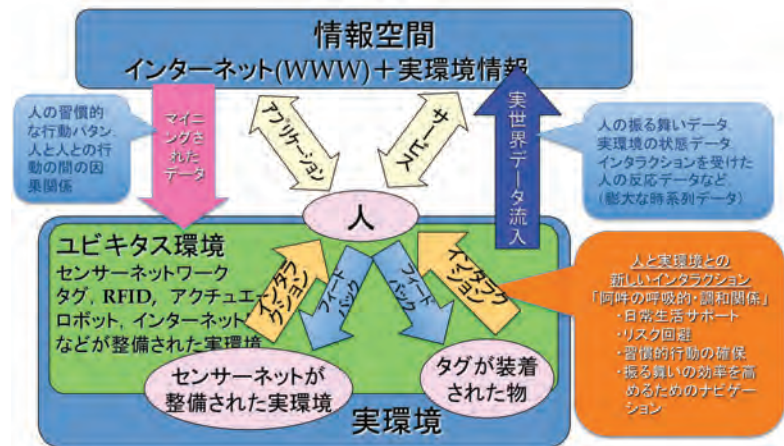 情報空間
インターネット(WWW)+実環境情報
人の習慣的
な行動パタン,
人と人との行
動の間の因
果関係
マイ
ニングさ
れた
データ
アプリケーション
サービス
実世界データ流入
人の振る舞いデータ,
実環境の状態データ,
インタラクションを受けた
人の反応データなど,
(膨大な時系列データ)
人
ユビキタス環境
センサーネットワーク
タグ, RFID, アクチュエ
ロボット, インターネット
などが整備された実環境
インタラ
クション
フィード
バック
フィード
バック
インタラク
ション
人と実環境との
新しいインタラクション
「阿吽の呼吸的・調和関係」
・日常生活サポート
・リスク回避
・習慣的行動の確保
・振る舞いの効率を高
めるためのナビゲー
ション
センサーネットが
整備された実環境
タグが装着
された物
実環境